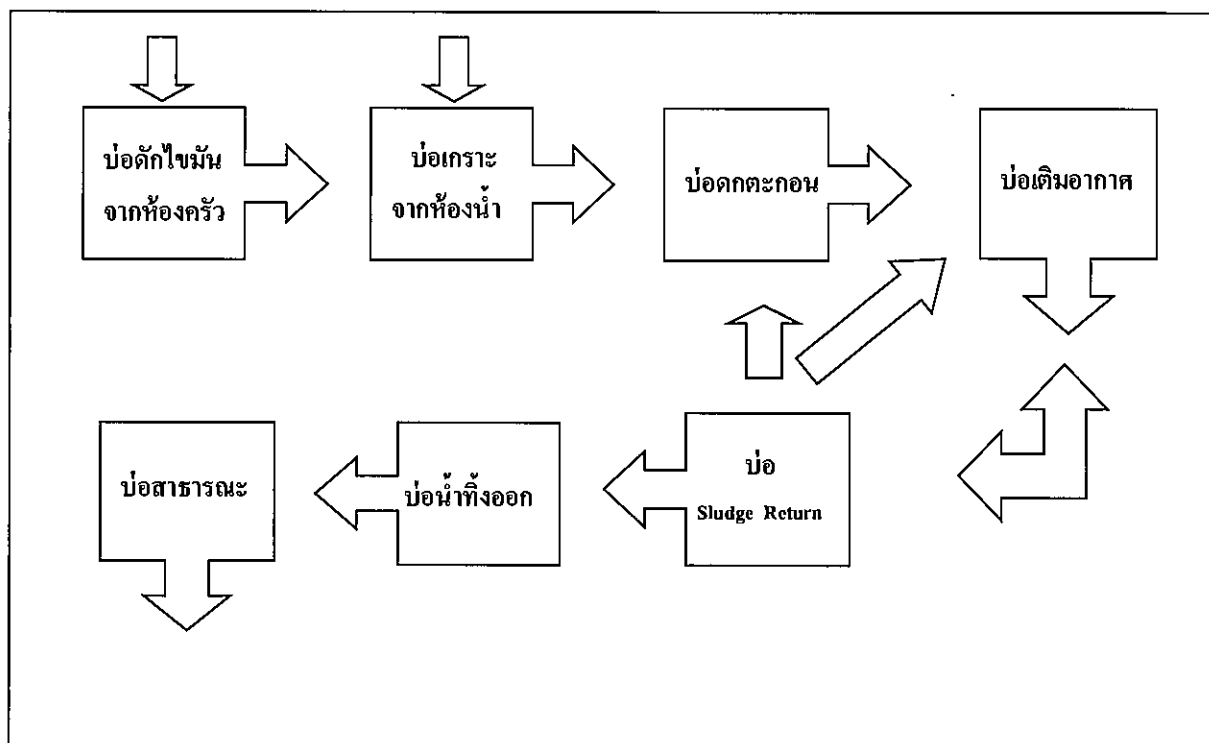 บ่อดักไขมัน
จากห้องครัว
บ่อเกราะ
จากห้องน้ำ
บ่อดกตะกอน
บ่อเติมอากาศ
บ่อสาธารณะ
บ่อน้ำทิ้งออก
บ่อ
Sludge Return